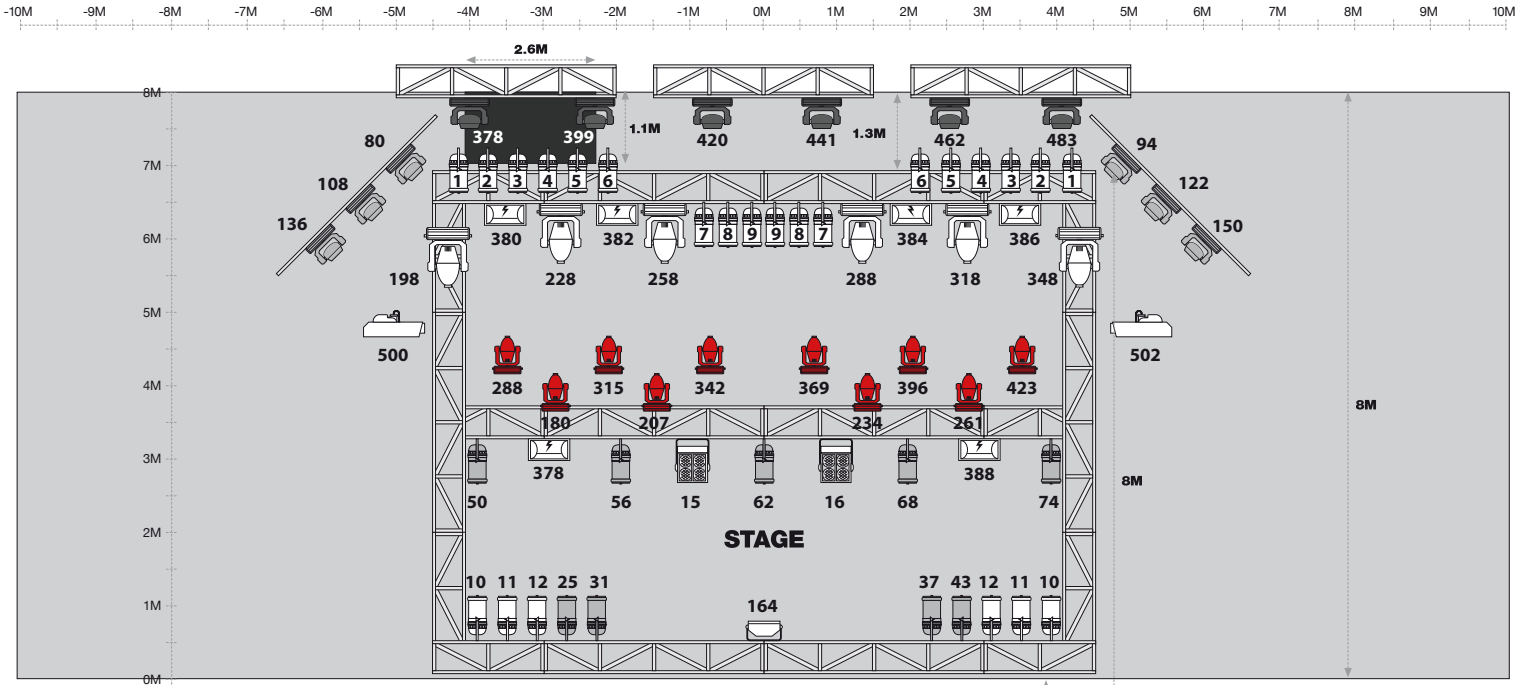 -10M -9M -8M -7M -6M -5M -4M -3M -2M -1M 0M 1M 2M 3M 4M 5M 6M 7M 8M 9M 10M
2.6M
8M
1.1M 1.3M
378 399 420 441 462 483
80 94
7M
108 122
1 2 3 4 5 6 6 5 4 3 2 1
136 150
6M
380 382 7 8 9 9 8 7 384 386
198 228 258 288 318 348
5M
500 502
4M
288 315 342 369 396 423
8M
180 207 234 261
3M
378 388
8M
50 56 15 62 16 68 74
2M
STAGE
10 11 12 25 31 37 43 12 11 10
1M
164
0M